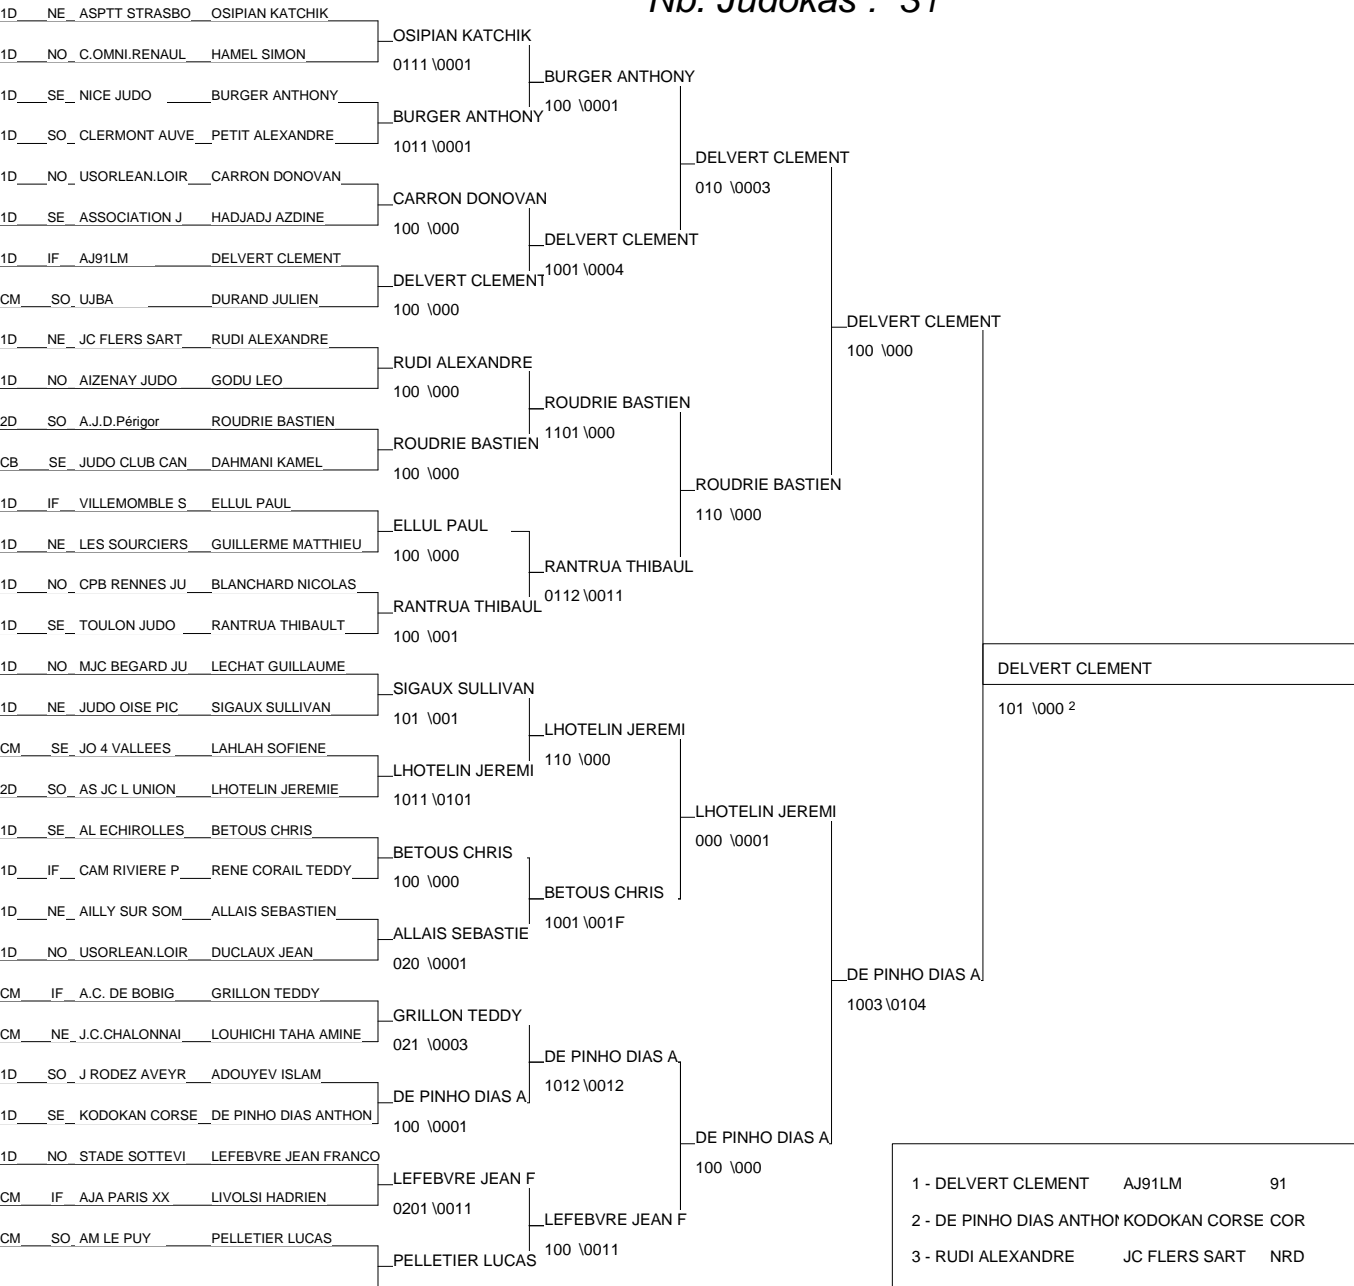 Nb. Judokas : 31
1D NE ASPTT STRASBO OSIPIAN KATCHIK
OSIPIAN KATCHIK
1D NO C.OMNI.RENAUL HAMEL SIMON
0111 \0001
BURGER ANTHONY
1D SE NICE JUDO BURGER ANTHONY
100 \0001
BURGER ANTHONY
1D SO CLERMONT AUVE PETIT ALEXANDRE
1011 \0001
DELVERT CLEMENT
1D NO USORLEAN.LOIR CARRON DONOVAN
010 \0003
CARRON DONOVAN
1D SE ASSOCIATION J HADJADJ AZDINE
100 \000
DELVERT CLEMENT
1D IF AJ91LM DELVERT CLEMENT
1001 \0004
DELVERT CLEMENT
CM SO UJBA DURAND JULIEN
100 \000
DELVERT CLEMENT
1D NE JC FLERS SART RUDI ALEXANDRE
100 \000
RUDI ALEXANDRE
1D NO AIZENAY JUDO GODU LEO
100 \000
ROUDRIE BASTIEN
2D SO A.J.D.Périgor ROUDRIE BASTIEN
1101 \000
ROUDRIE BASTIEN
CB SE JUDO CLUB CAN DAHMANI KAMEL
100 \000
ROUDRIE BASTIEN
1D IF VILLEMOMBLE S ELLUL PAUL
110 \000
ELLUL PAUL
1D NE LES SOURCIERS GUILLERME MATTHIEU
100 \000
RANTRUA THIBAUL
1D NO CPB RENNES JU BLANCHARD NICOLAS
0112 \0011
RANTRUA THIBAUL
1D SE TOULON JUDO RANTRUA THIBAULT
100 \001
1D NO MJC BEGARD JU LECHAT GUILLAUME
DELVERT CLEMENT
SIGAUX SULLIVAN
1D NE JUDO OISE PIC SIGAUX SULLIVAN
101 \000 2
101 \001
LHOTELIN JEREMI
CM SE JO 4 VALLEES LAHLAH SOFIENE
110 \000
LHOTELIN JEREMI
2D SO AS JC L UNION LHOTELIN JEREMIE
1011 \0101
LHOTELIN JEREMI
1D SE AL ECHIROLLES BETOUS CHRIS
000 \0001
BETOUS CHRIS
1D IF CAM RIVIERE P RENE CORAIL TEDDY
100 \000
BETOUS CHRIS
1D NE AILLY SUR SOM ALLAIS SEBASTIEN
1001 \001F
ALLAIS SEBASTIE
1D NO USORLEAN.LOIR DUCLAUX JEAN
020 \0001
DE PINHO DIAS A
CM IF A.C. DE BOBIG GRILLON TEDDY
1003 \0104
GRILLON TEDDY
CM NE J.C.CHALONNAI LOUHICHI TAHA AMINE
021 \0003
DE PINHO DIAS A
1D SO J RODEZ AVEYR ADOUYEV ISLAM
1012 \0012
DE PINHO DIAS A
1D SE KODOKAN CORSE DE PINHO DIAS ANTHON
100 \0001
DE PINHO DIAS A
1D NO STADE SOTTEVI LEFEBVRE JEAN FRANCO
100 \000
LEFEBVRE JEAN F
1 - DELVERT CLEMENT AJ91LM 91
CM IF AJA PARIS XX LIVOLSI HADRIEN
0201 \0011
LEFEBVRE JEAN F
2 - DE PINHO DIAS ANTHON KODOKAN CORSE COR
CM SO AM LE PUY PELLETIER LUCAS
100 \0011
PELLETIER LUCAS
3 - RUDI ALEXANDRE JC FLERS SART NRD